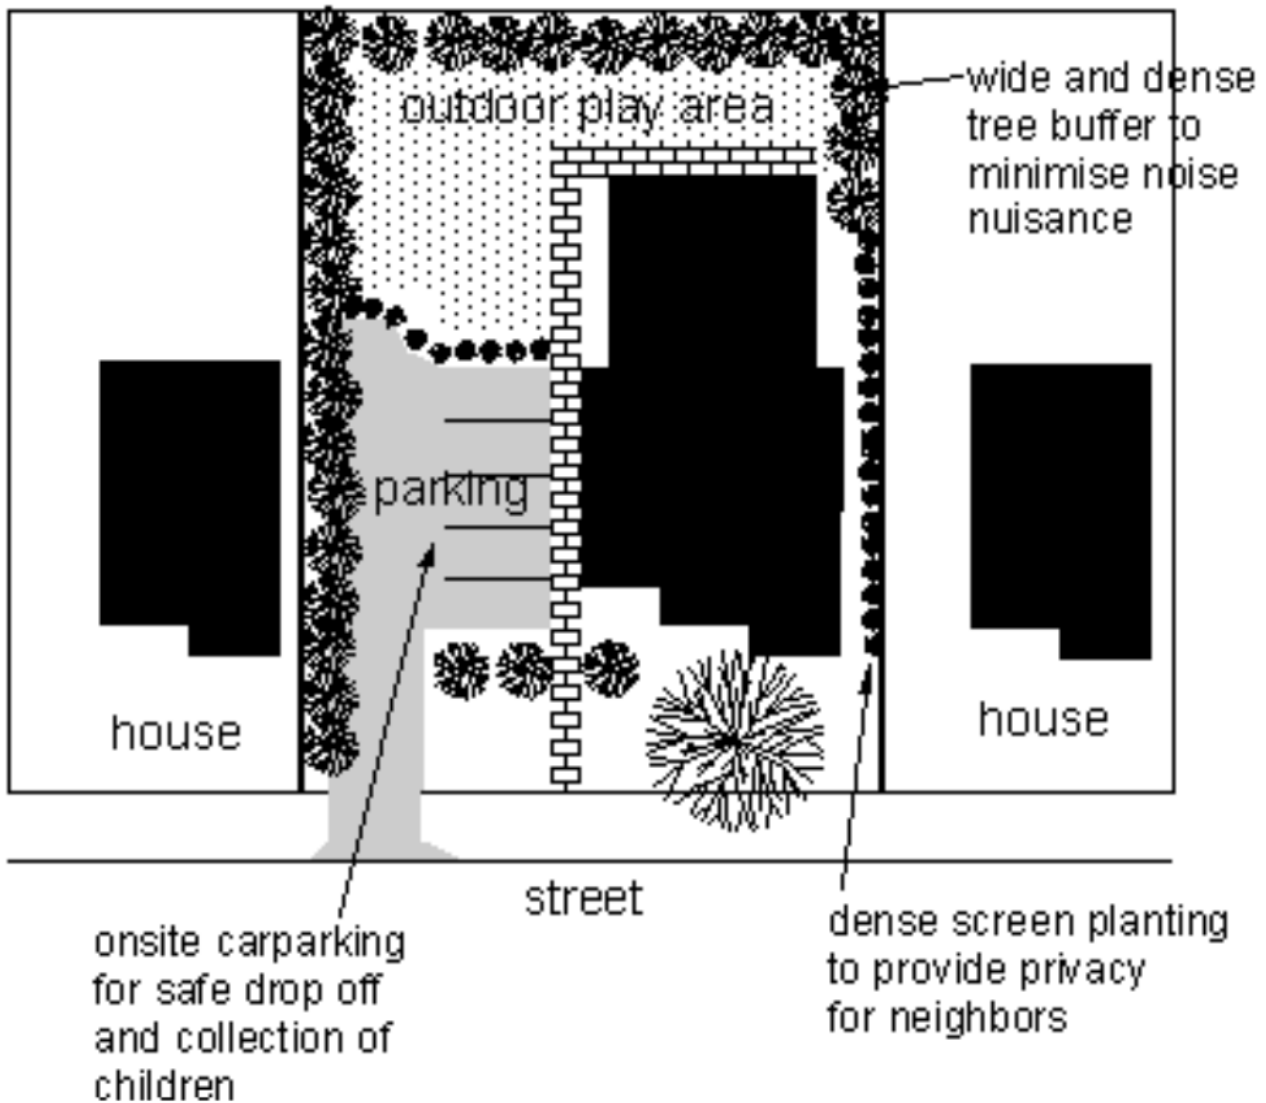 outdoor play area
wide and dense
tree buffer to
minimise noise
nuisance
parking
house
house
street
onsite carparking
for safe drop off
and collection of
children
dense screen planting
to provide privacy
for neighbors